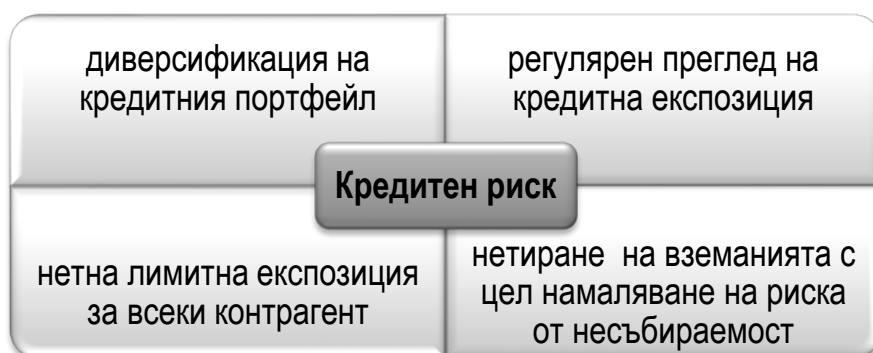 диверсификация на
кредитния портфейл
регулярен преглед на
кредитна експозиция
Кредитен риск
нетна лимитна експозиция
за всеки контрагент
нетиране на вземанията с
цел намаляване на риска
от несъбираемост